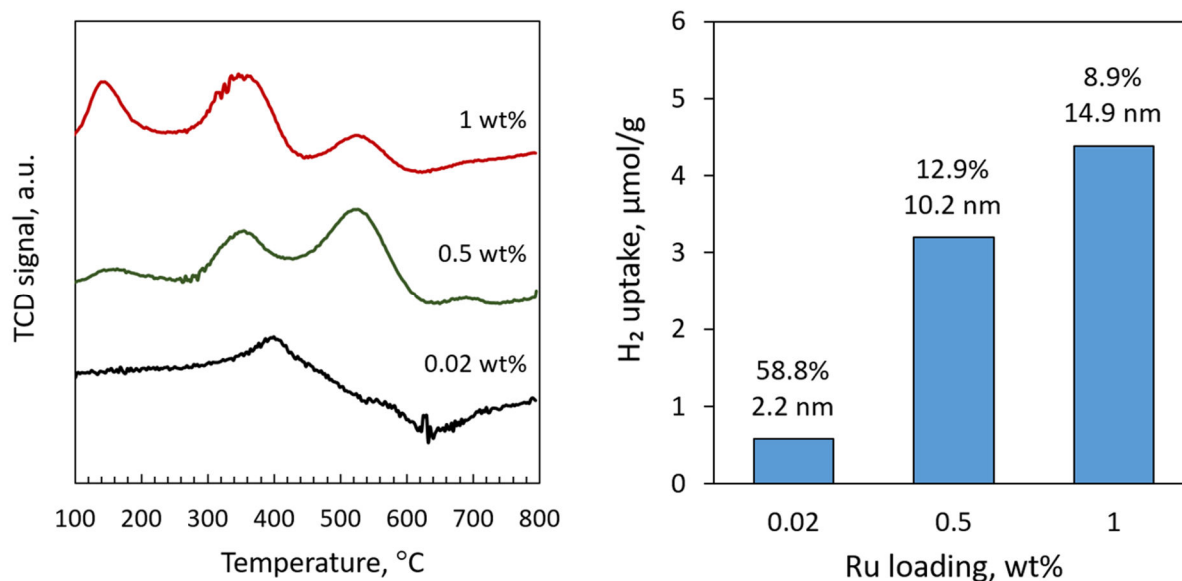 TCD signal, a.u.
1 wt%
0.5 wt%
0.02 wt%
100 200 300 400 500 600 700 800
Temperature, °C
H₂ uptake, µmol/g
6
5
4
3
2
1
0
58.8%
2.2 nm
12.9%
10.2 nm
8.9%
14.9 nm
0.02 0.5 1
Ru loading, wt%